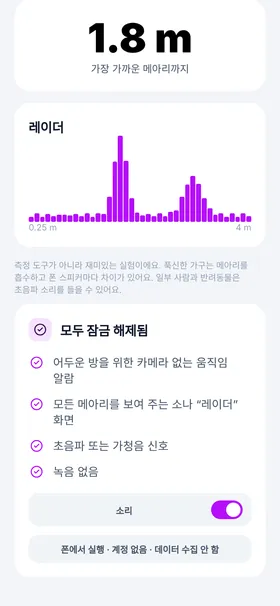 1.8 m
가장 가까운 메아리까지
레이더
0.25 m
4 m
측정 도구가 아니라 재미있는 실험이에요. 푹신한 가구는 메아리를
흡수하고 폰 스피커마다 차이가 있어요. 일부 사람과 반려동물은
초음파 소리를 들을 수 있어요.
모두 잠금 해제됨
어두운 방을 위한 카메라 없는 움직임
알람
모든 메아리를 보여 주는 소나 “레이더”
화면
초음파 또는 가청음 신호
녹음 없음
소리
폰에서 실행 · 계정 없음 · 데이터 수집 안 함